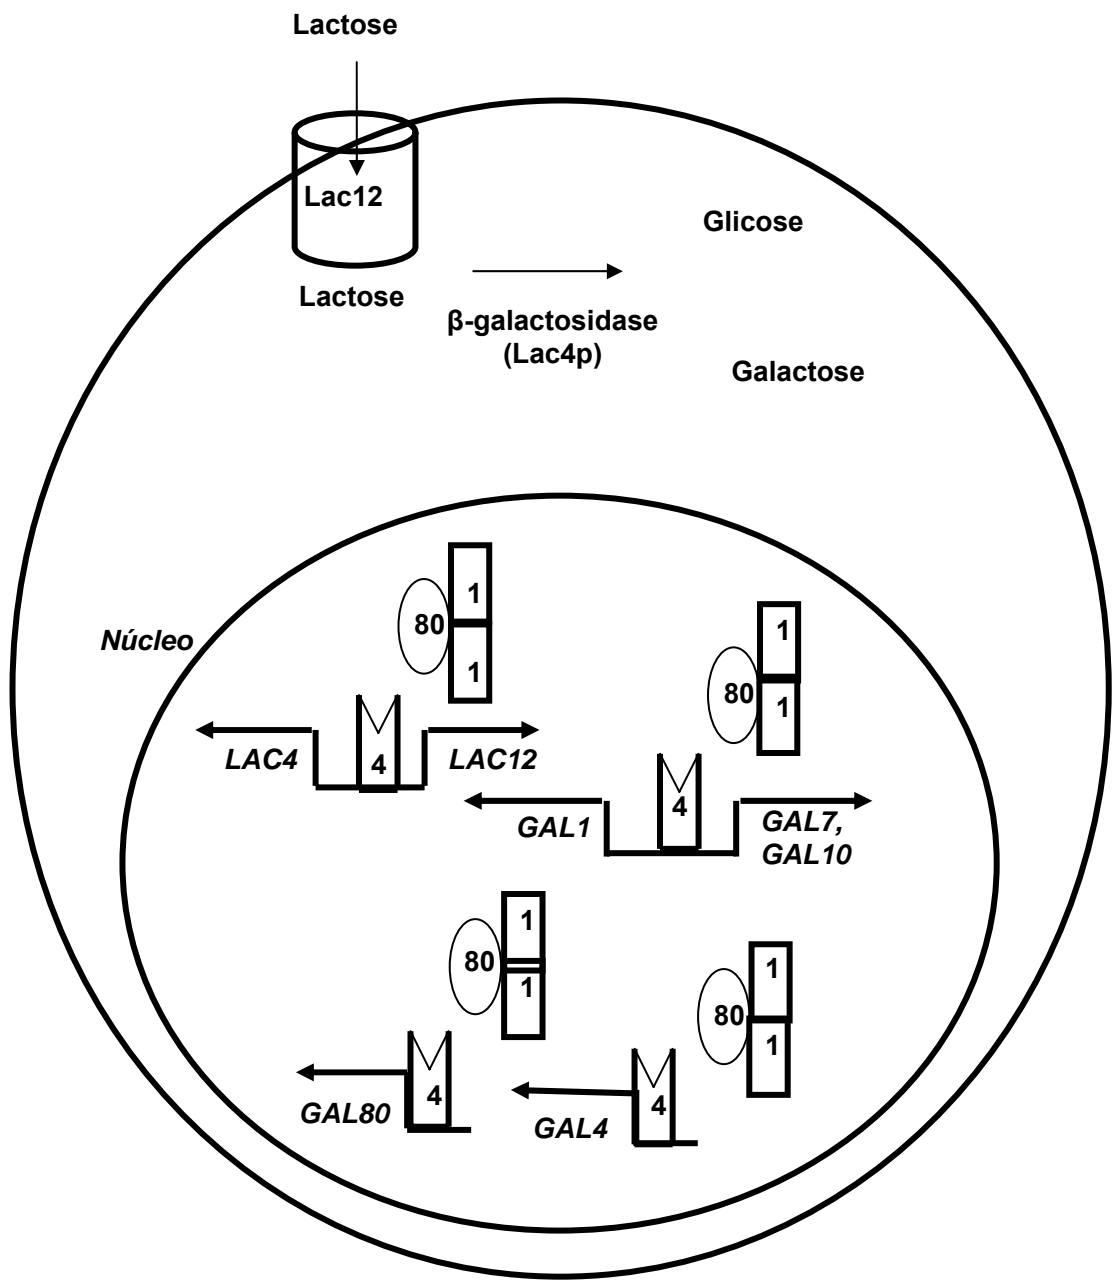 Lactose
Lac12
Glicose
Lactose
β-galactosidase
(Lac4p)
Galactose
Núcleo
1
80
1
1
80
1
LAC4
4
LAC12
GAL1
4
GAL7,
GAL10
1
80
1
1
80
1
GAL80
4
GAL4
4